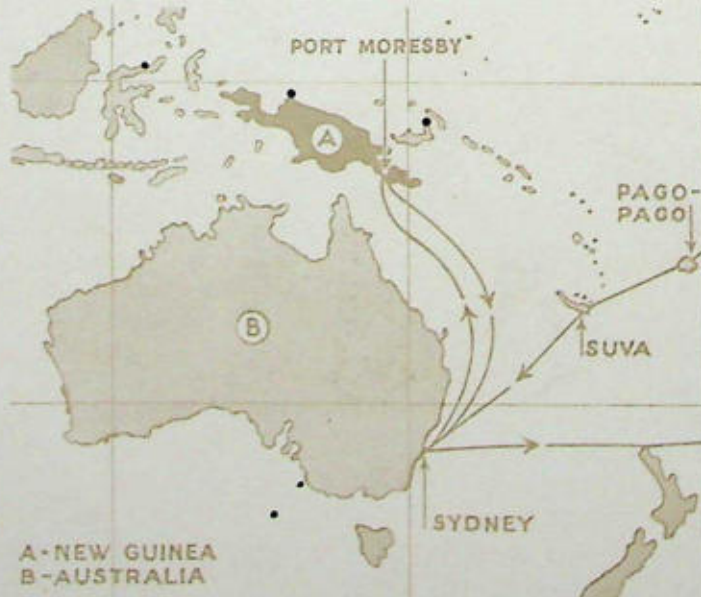 PORT MORESBY
A
PAGO-
PAGO
B
SUVA
SYDNEY
A-NEW GUINEA
B-AUSTRALIA